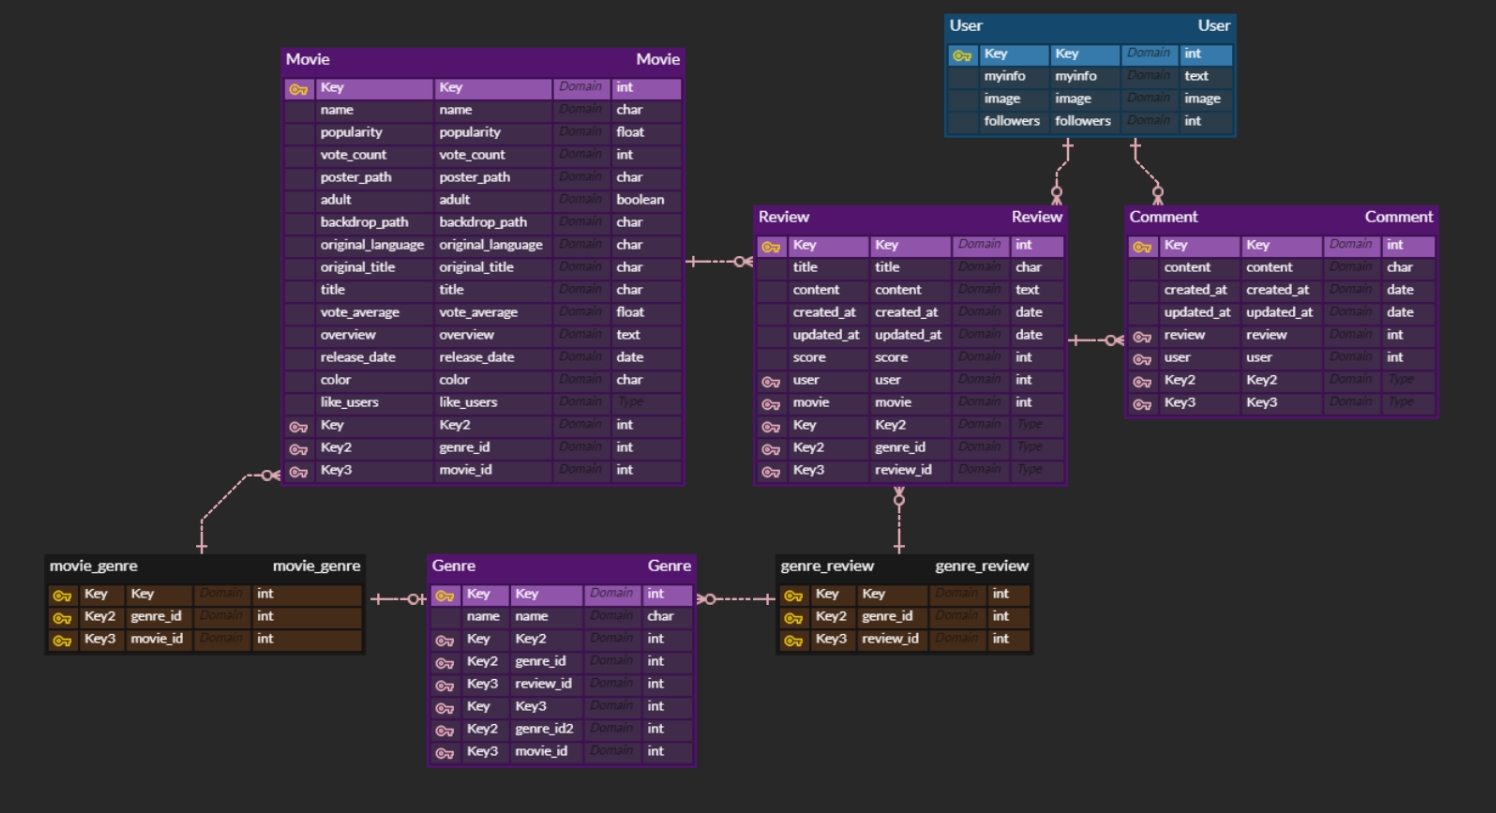 User User
Key Key Domain int
myinfo myinfo Domain text
image image Domain image
followers followers Domain int
Movie Movie
Key Key Domain int
name name Domain char
popularity popularity Domain float
vote_count vote_count Domain int
poster_path poster_path Domain char
adult adult Domain boolean
backdrop_path backdrop_path Domain char
original_language original_language Domain char
original_title original_title Domain char
title title Domain char
vote_average vote_average Domain float
overview overview Domain text
release_date release_date Domain date
color color Domain char
like_users like_users Domain Type
Key Key2 Domain int
Key2 genre_id Domain int
Key3 movie_id Domain int
Review Review
Key Key Domain int
title title Domain char
content content Domain text
created_at created_at Domain date
updated_at updated_at Domain date
score score Domain int
user user Domain int
movie movie Domain int
Key Key2 Domain Type
Key2 genre_id Domain Type
Key3 review_id Domain Type
Comment Comment
Key Key Domain int
content content Domain char
created_at created_at Domain date
updated_at updated_at Domain date
review review Domain int
user user Domain int
Key2 Key2 Domain Type
Key3 Key3 Domain Type
movie_genre movie_genre
Key Key Domain int
Key2 genre_id Domain int
Key3 movie_id Domain int
Genre Genre
Key Key Domain int
name name Domain char
Key Key2 Domain int
Key2 genre_id Domain int
Key3 review_id Domain int
Key Key3 Domain int
Key2 genre_id2 Domain int
Key3 movie_id Domain int
genre_review genre_review
Key Key Domain int
Key2 genre_id Domain int
Key3 review_id Domain int